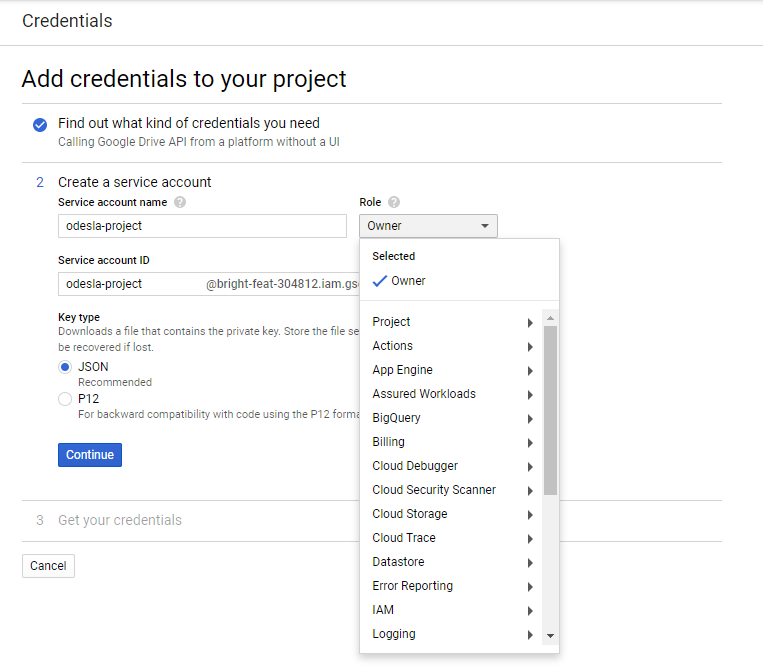 Credentials
Add credentials to your project
Find out what kind of credentials you need
Calling Google Drive API from a platform without a UI
2 Create a service account
Service account name ? Role ?
odesla-project Owner
Service account ID
odesla-project @bright-feat-304812.iam.gs
Key type
Downloads a file that contains the private key. Store the file se
be recovered if lost.
JSON
Recommended
P12
For backward compatibility with code using the P12 forma
Continue
3 Get your credentials
Cancel
Selected
Owner
Project
Actions
App Engine
Assured Workloads
BigQuery
Billing
Cloud Debugger
Cloud Security Scanner
Cloud Storage
Cloud Trace
Datastore
Error Reporting
IAM
Logging